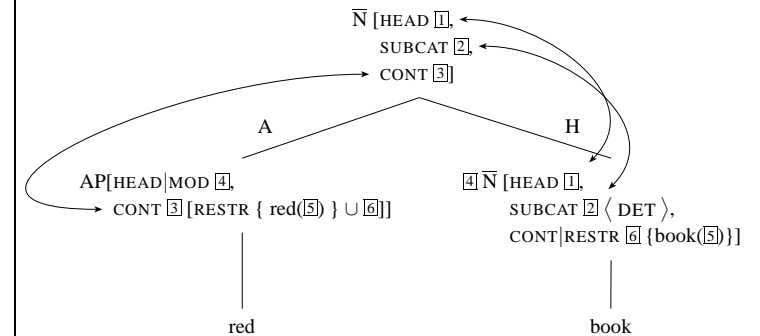 N̅ [HEAD 1,
SUBCAT 2,
CONT 3]
A
H
AP[HEAD|MOD 4,
CONT 3 [RESTR { red(5) } ∪ 6]]
4 N̅ [HEAD 1,
SUBCAT 2 ⟨ DET ⟩,
CONT|RESTR 6 {book(5)}]
red
book